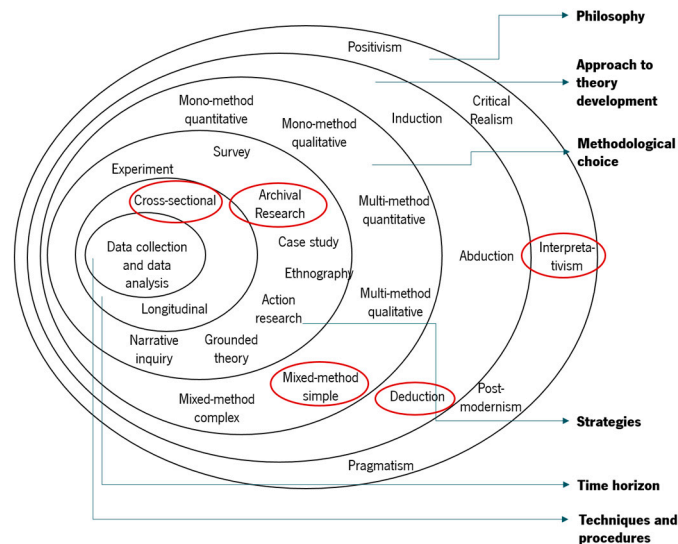 Philosophy
Positivism
Approach to
theory
development
Mono-method
quantitative
Critical
Realism
Mono-method
qualitative
Induction
Methodological
choice
Survey
Experiment
Cross-sectional
Archival
Research
Multi-method
quantitative
Data collection
and data
analysis
Case study
Abduction
Interpreta-
tivism
Ethnography
Longitudinal
Action
research
Multi-method
qualitative
Narrative
inquiry
Grounded
theory
Mixed-method
simple
Mixed-method
complex
Deduction
Post-
modernism
Strategies
Pragmatism
Time horizon
Techniques and
procedures